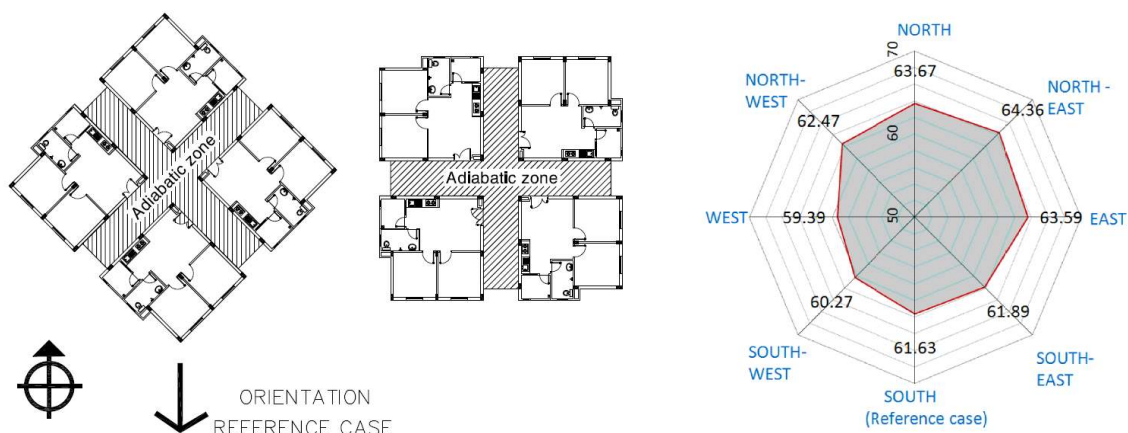 Adiabatic zone
Adiabatic zone
ORIENTATION
REFERENCE CASE
NORTH
70
63.67
NORTH-
WEST
NORTH -
EAST
62.47
64.36
60
WEST
59.39
50
63.59
EAST
60.27
61.89
61.63
SOUTH-
WEST
SOUTH-
EAST
SOUTH
(Reference case)